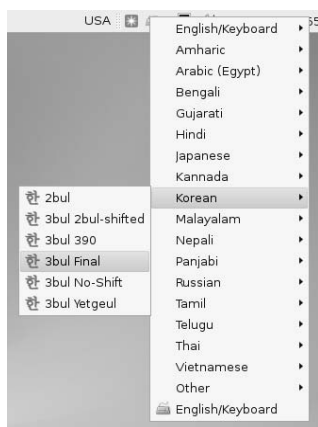 USA
English/Keyboard
Amharic
Arabic (Egypt)
Bengali
Gujarati
Hindi
Japanese
Kannada
Korean
한 2bul
한 3bul 2bul-shifted
한 3bul 390
한 3bul Final
한 3bul No-Shift
한 3bul Yetgeul
Malayalam
Nepali
Panjabi
Russian
Tamil
Telugu
Thai
Vietnamese
Other
English/Keyboard